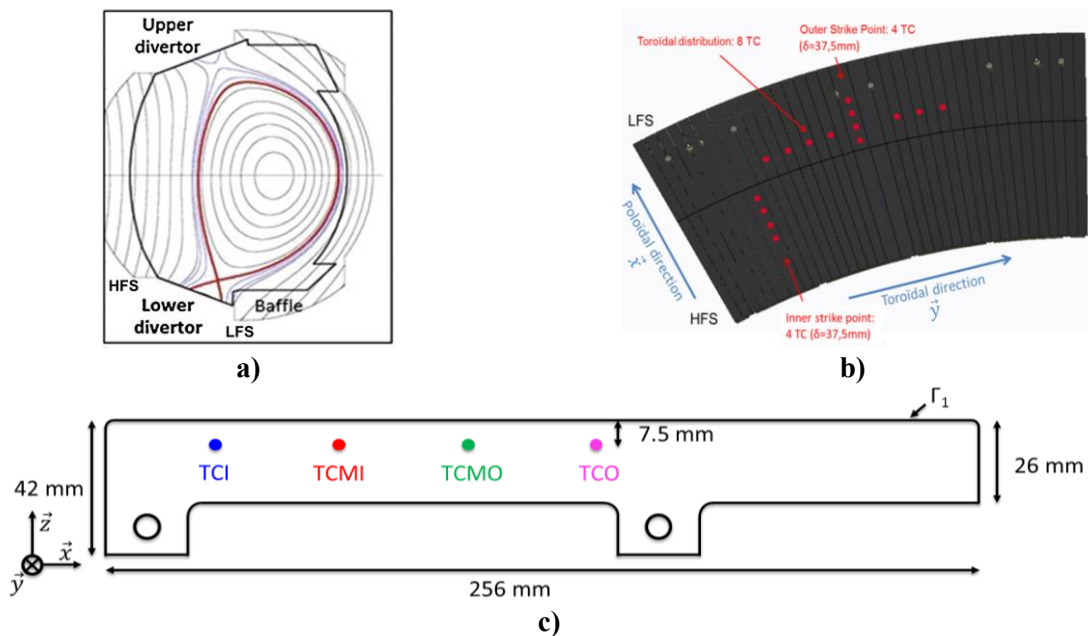 Upper
divertor
HFS
Lower
divertor
LFS
Baffle
a)
Toroïdal distribution: 8 TC
Outer Strike Point: 4 TC
(δ=37,5mm)
LFS
Poloïdal direction
x⃗
HFS
Toroïdal direction
y⃗
Inner strike point:
4 TC (δ=37,5mm)
b)
Γ₁
7.5 mm
TCI
TCMI
TCMO
TCO
42 mm
26 mm
z⃗
x⃗
y⃗
256 mm
c)